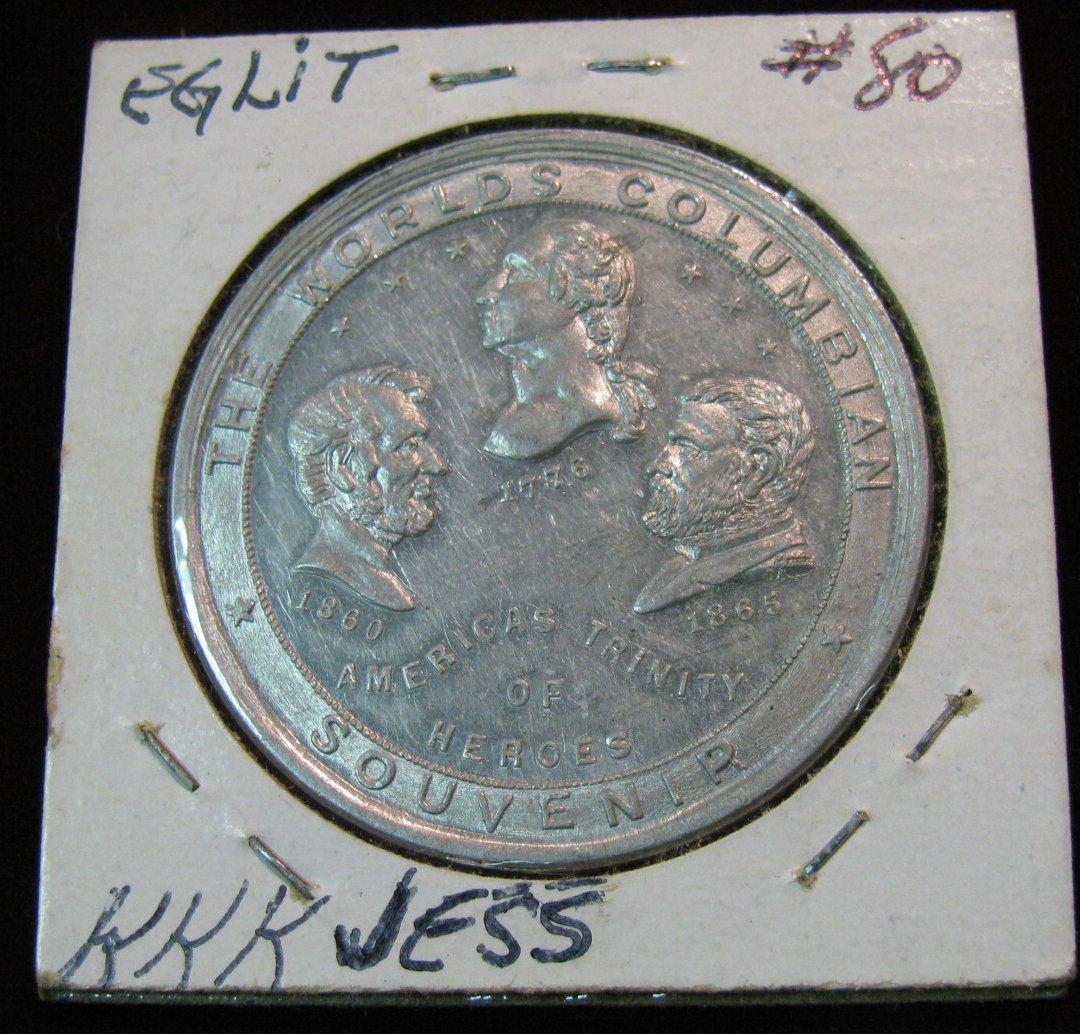 EGLiT #80
THE WORLDS COLUMBIAN
1776
1860 1865
AMERICAS TRINITY
OF
HEROES
SOUVENIR
KKK JESS